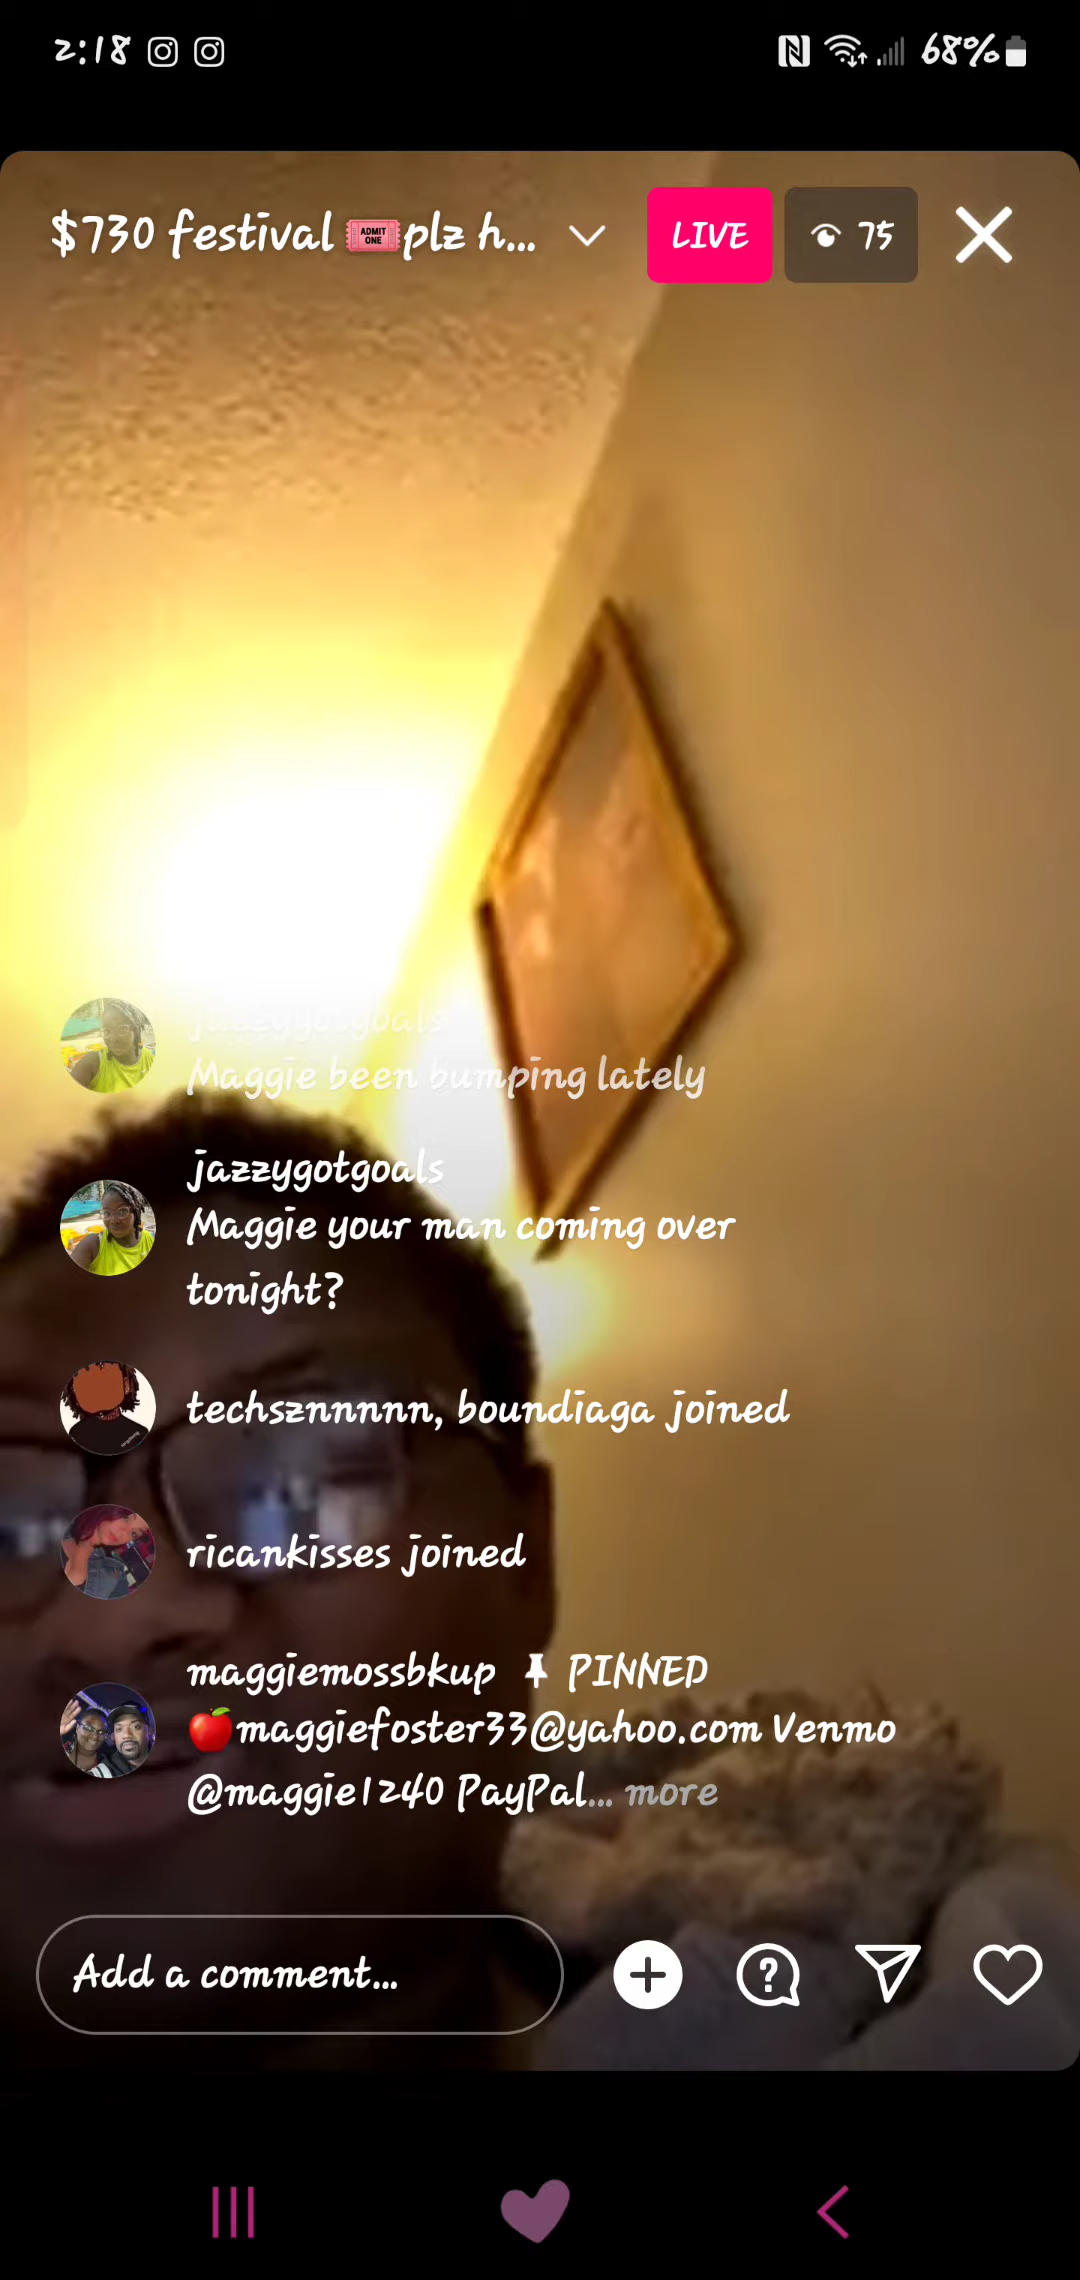 2:18 68%
$730 festival 🎟plz h... LIVE 75
ADMIT
ONE
jazzygotgoals
Maggie been bumping lately
jazzygotgoals
Maggie your man coming over
tonight?
techsznnnnn, boundiaga joined
ricankisses joined
maggiemossbkup PINNED
🍎maggiefoster33@yahoo.com Venmo
@maggie1240 PayPal... more
Add a comment...